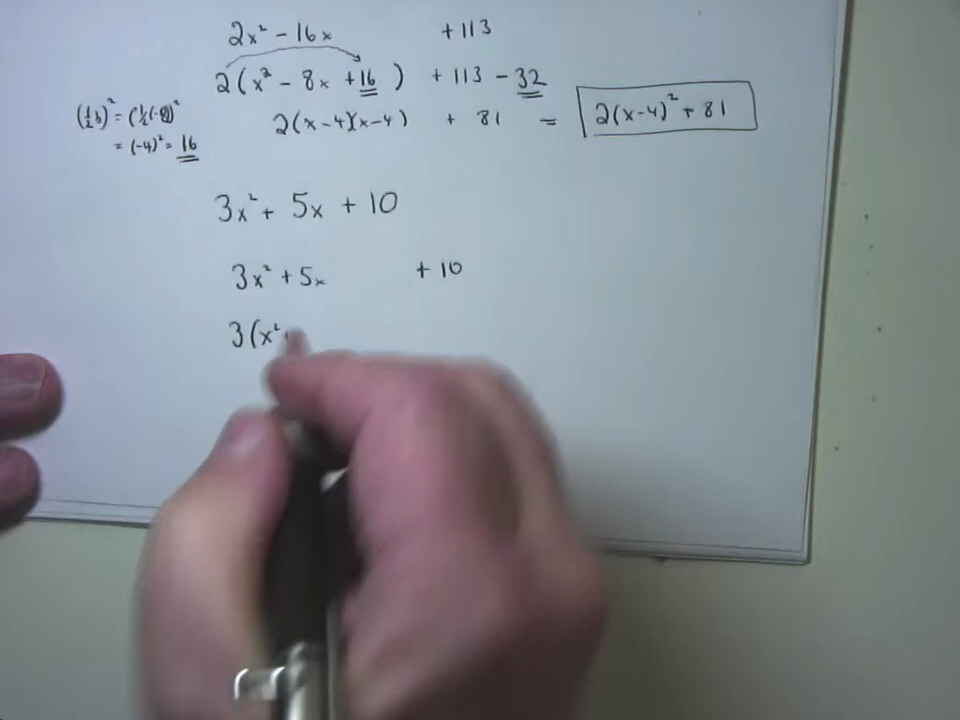 2x² - 16x + 113
2(x² - 8x + 16) + 113 - 32
2(x-4)(x-4) + 81 = 2(x-4)² + 81
(½b)² = (½(-8))²
= (-4)² = 16
3x² + 5x + 10
3x² + 5x + 10
3(x² +